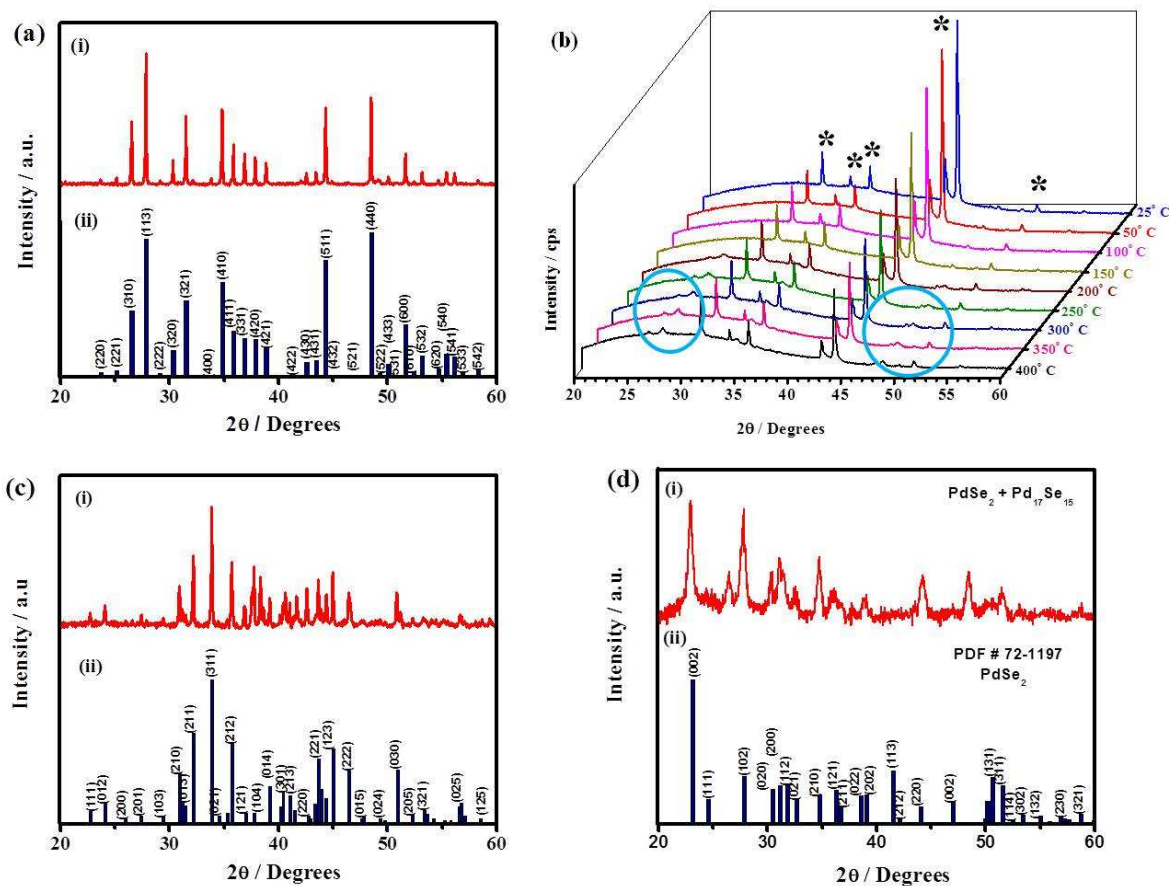 (a)
(i)
(ii)
(220)
(221)
(310)
(113)
(222)
(320)
(321)
(400)
(410)
(411)
(331)
(420)
(421)
(422)
(430)
(431)
(511)
(432)
(521)
(440)
(522)
(433)
(531)
(600)
(610)
(532)
(620)
(540)
(541)
(533)
(542)
Intensity / a.u.
20 30 40 50 60
2θ / Degrees
(b)
* * * * *
25° C
50° C
100° C
150° C
200° C
250° C
300° C
350° C
400° C
Intensity / cps
20 25 30 35 40 45 50 55 60
2θ / Degrees
(c)
(i)
(ii)
(111)
(012)
(200)
(201)
(103)
(210)
(013)
(211)
(311)
(021)
(212)
(121)
(104)
(014)
(301)
(213)
(220)
(221)
(123)
(222)
(015)
(024)
(030)
(205)
(321)
(025)
(125)
Intensity / a.u
20 30 40 50 60
2θ / Degrees
(d)
(i)
PdSe2 + Pd17Se15
(ii)
PDF # 72-1197
PdSe2
(002)
(111)
(102)
(020)
(200)
(112)
(021)
(210)
(121)
(211)
(022)
(202)
(113)
(212)
(220)
(002)
(131)
(311)
(114)
(302)
(132)
(230)
(321)
Intensity / a.u.
20 30 40 50 60
2θ / Degrees